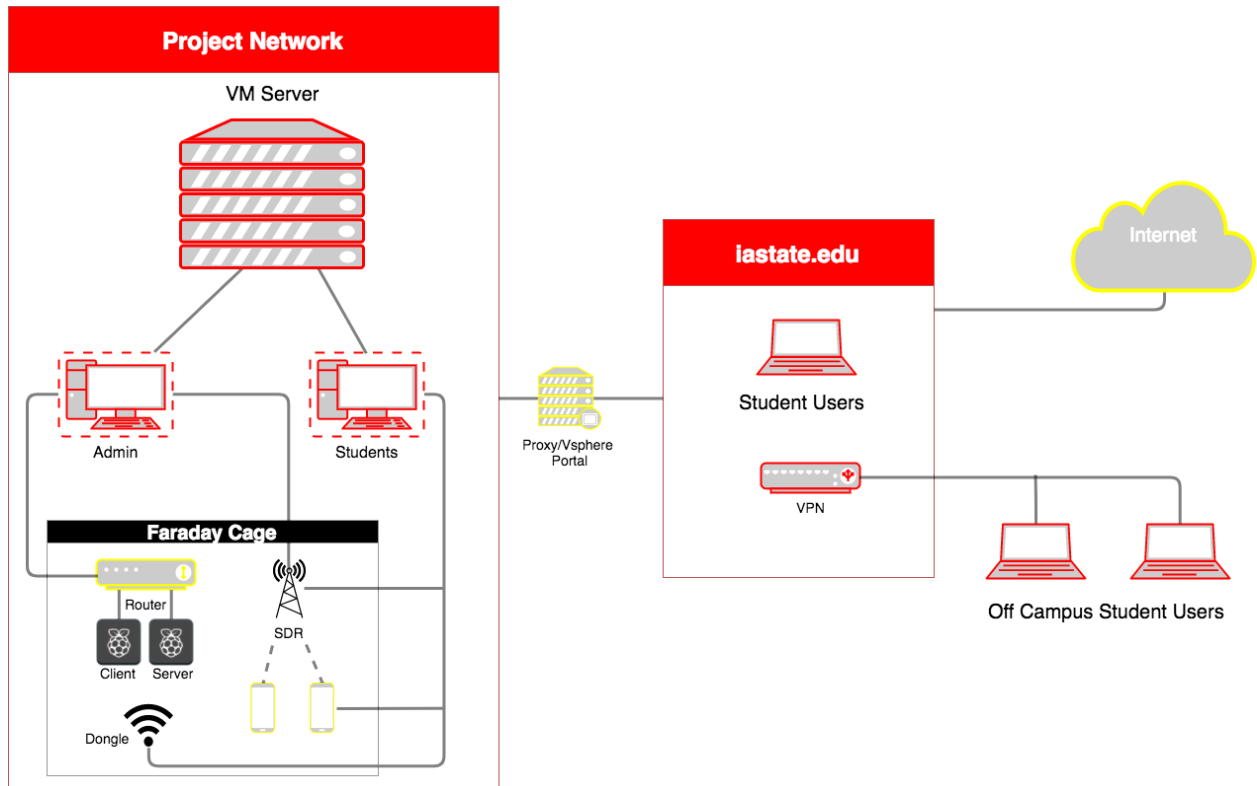 Project Network
VM Server
Admin
Students
Faraday Cage
Router
Client
Server
SDR
Dongle
Proxy/Vsphere
Portal
iastate.edu
Student Users
VPN
Internet
Off Campus Student Users